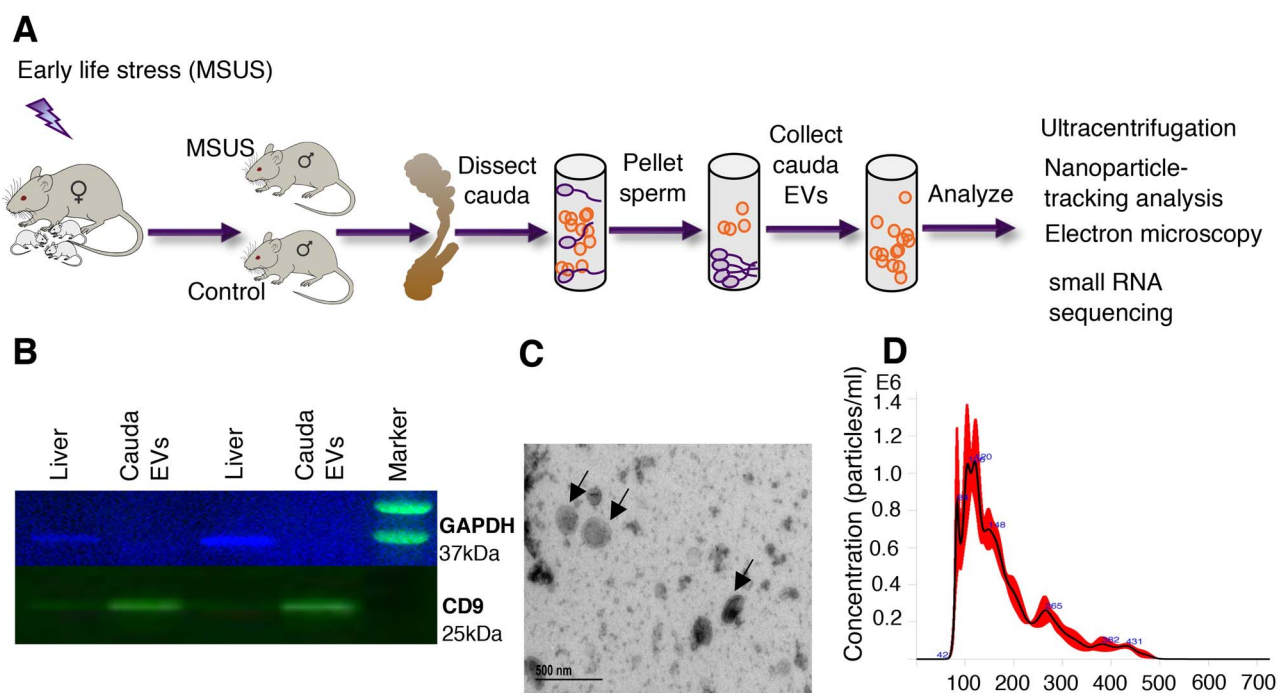 A
Early life stress (MSUS)
MSUS
Control
Dissect
cauda
Pellet
sperm
Collect
cauda
EVs
Analyze
Ultracentrifugation
Nanoparticle-
tracking analysis
Electron microscopy
small RNA
sequencing
♀
♂
♂
B
Liver
Cauda
EVs
Liver
Cauda
EVs
Marker
GAPDH
37kDa
CD9
25kDa
C
500 nm
D
Concentration (particles/ml)
E6
1.4
1.2
1.0
0.8
0.6
0.4
0.2
42
120
148
265
382
431
100 200 300 400 500 600 700